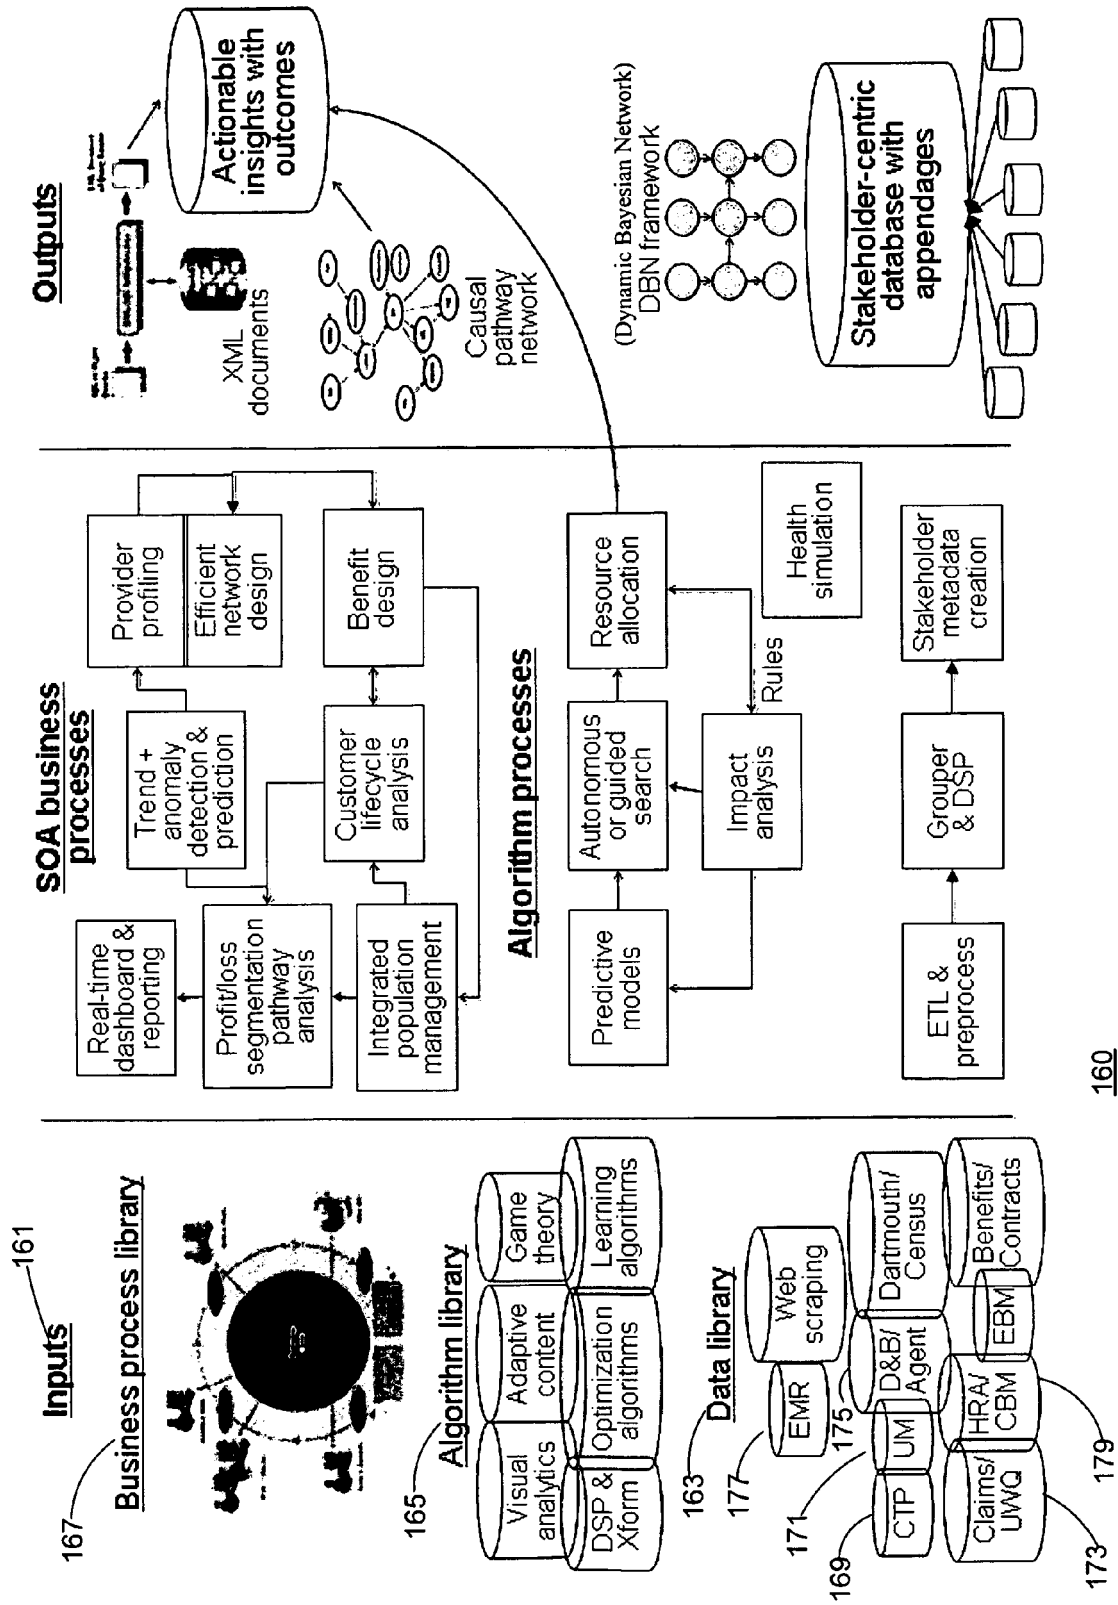 Inputs
161
Business process library
167
Algorithm library
165
Visual
analytics
Adaptive
content
Game
theory
DSP &
Xform
Optimization
algorithms
Learning
algorithms
Data library
163
EMR
177
Web
scraping
CTP
169
UM
171
D&B/
Agent
175
Dartmouth/
Census
Claims/
UWQ
173
HRA/
CBM
179
EBM
Benefits/
Contracts
SOA business
processes
Real-time
dashboard &
reporting
Trend +
anomaly
detection &
prediction
Provider
profiling
Efficient
network
design
Profit/loss
segmentation
pathway
analysis
Customer
lifecycle
analysis
Benefit
design
Integrated
population
management
Algorithm processes
Predictive
models
Autonomous
or guided
search
Resource
allocation
Impact
analysis
Rules
Health
simulation
ETL &
preprocess
Grouper
& DSP
Stakeholder
metadata
creation
Outputs
XML
documents
Actionable
insights with
outcomes
Causal
pathway
network
(Dynamic Bayesian Network)
DBN framework
Stakeholder-centric
database with
appendages
160